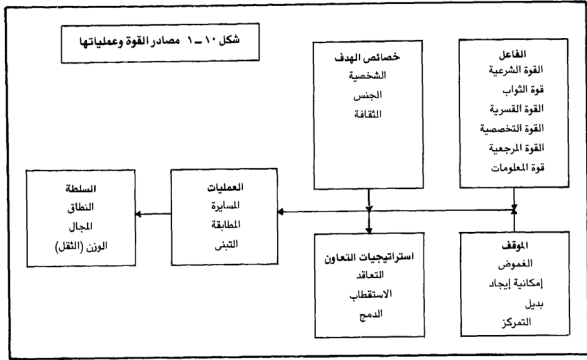 شكل ١٠ – ١ مصادر القوة وعملياتها
الفاعل
القوة الشرعية
قوة الثواب
القوة القسرية
القوة التخصصية
القوة المرجعية
قوة المعلومات
خصائص الهدف
الشخصية
الجنس
الثقافة
العمليات
المسايرة
المطابقة
التبنى
السلطة
النطاق
المجال
الوزن (الثقل)
الموقف
الغموض
إمكانية إيجاد
بديل
التمركز
استراتيجيات التعاون
التعاقد
الاستقطاب
الدمج